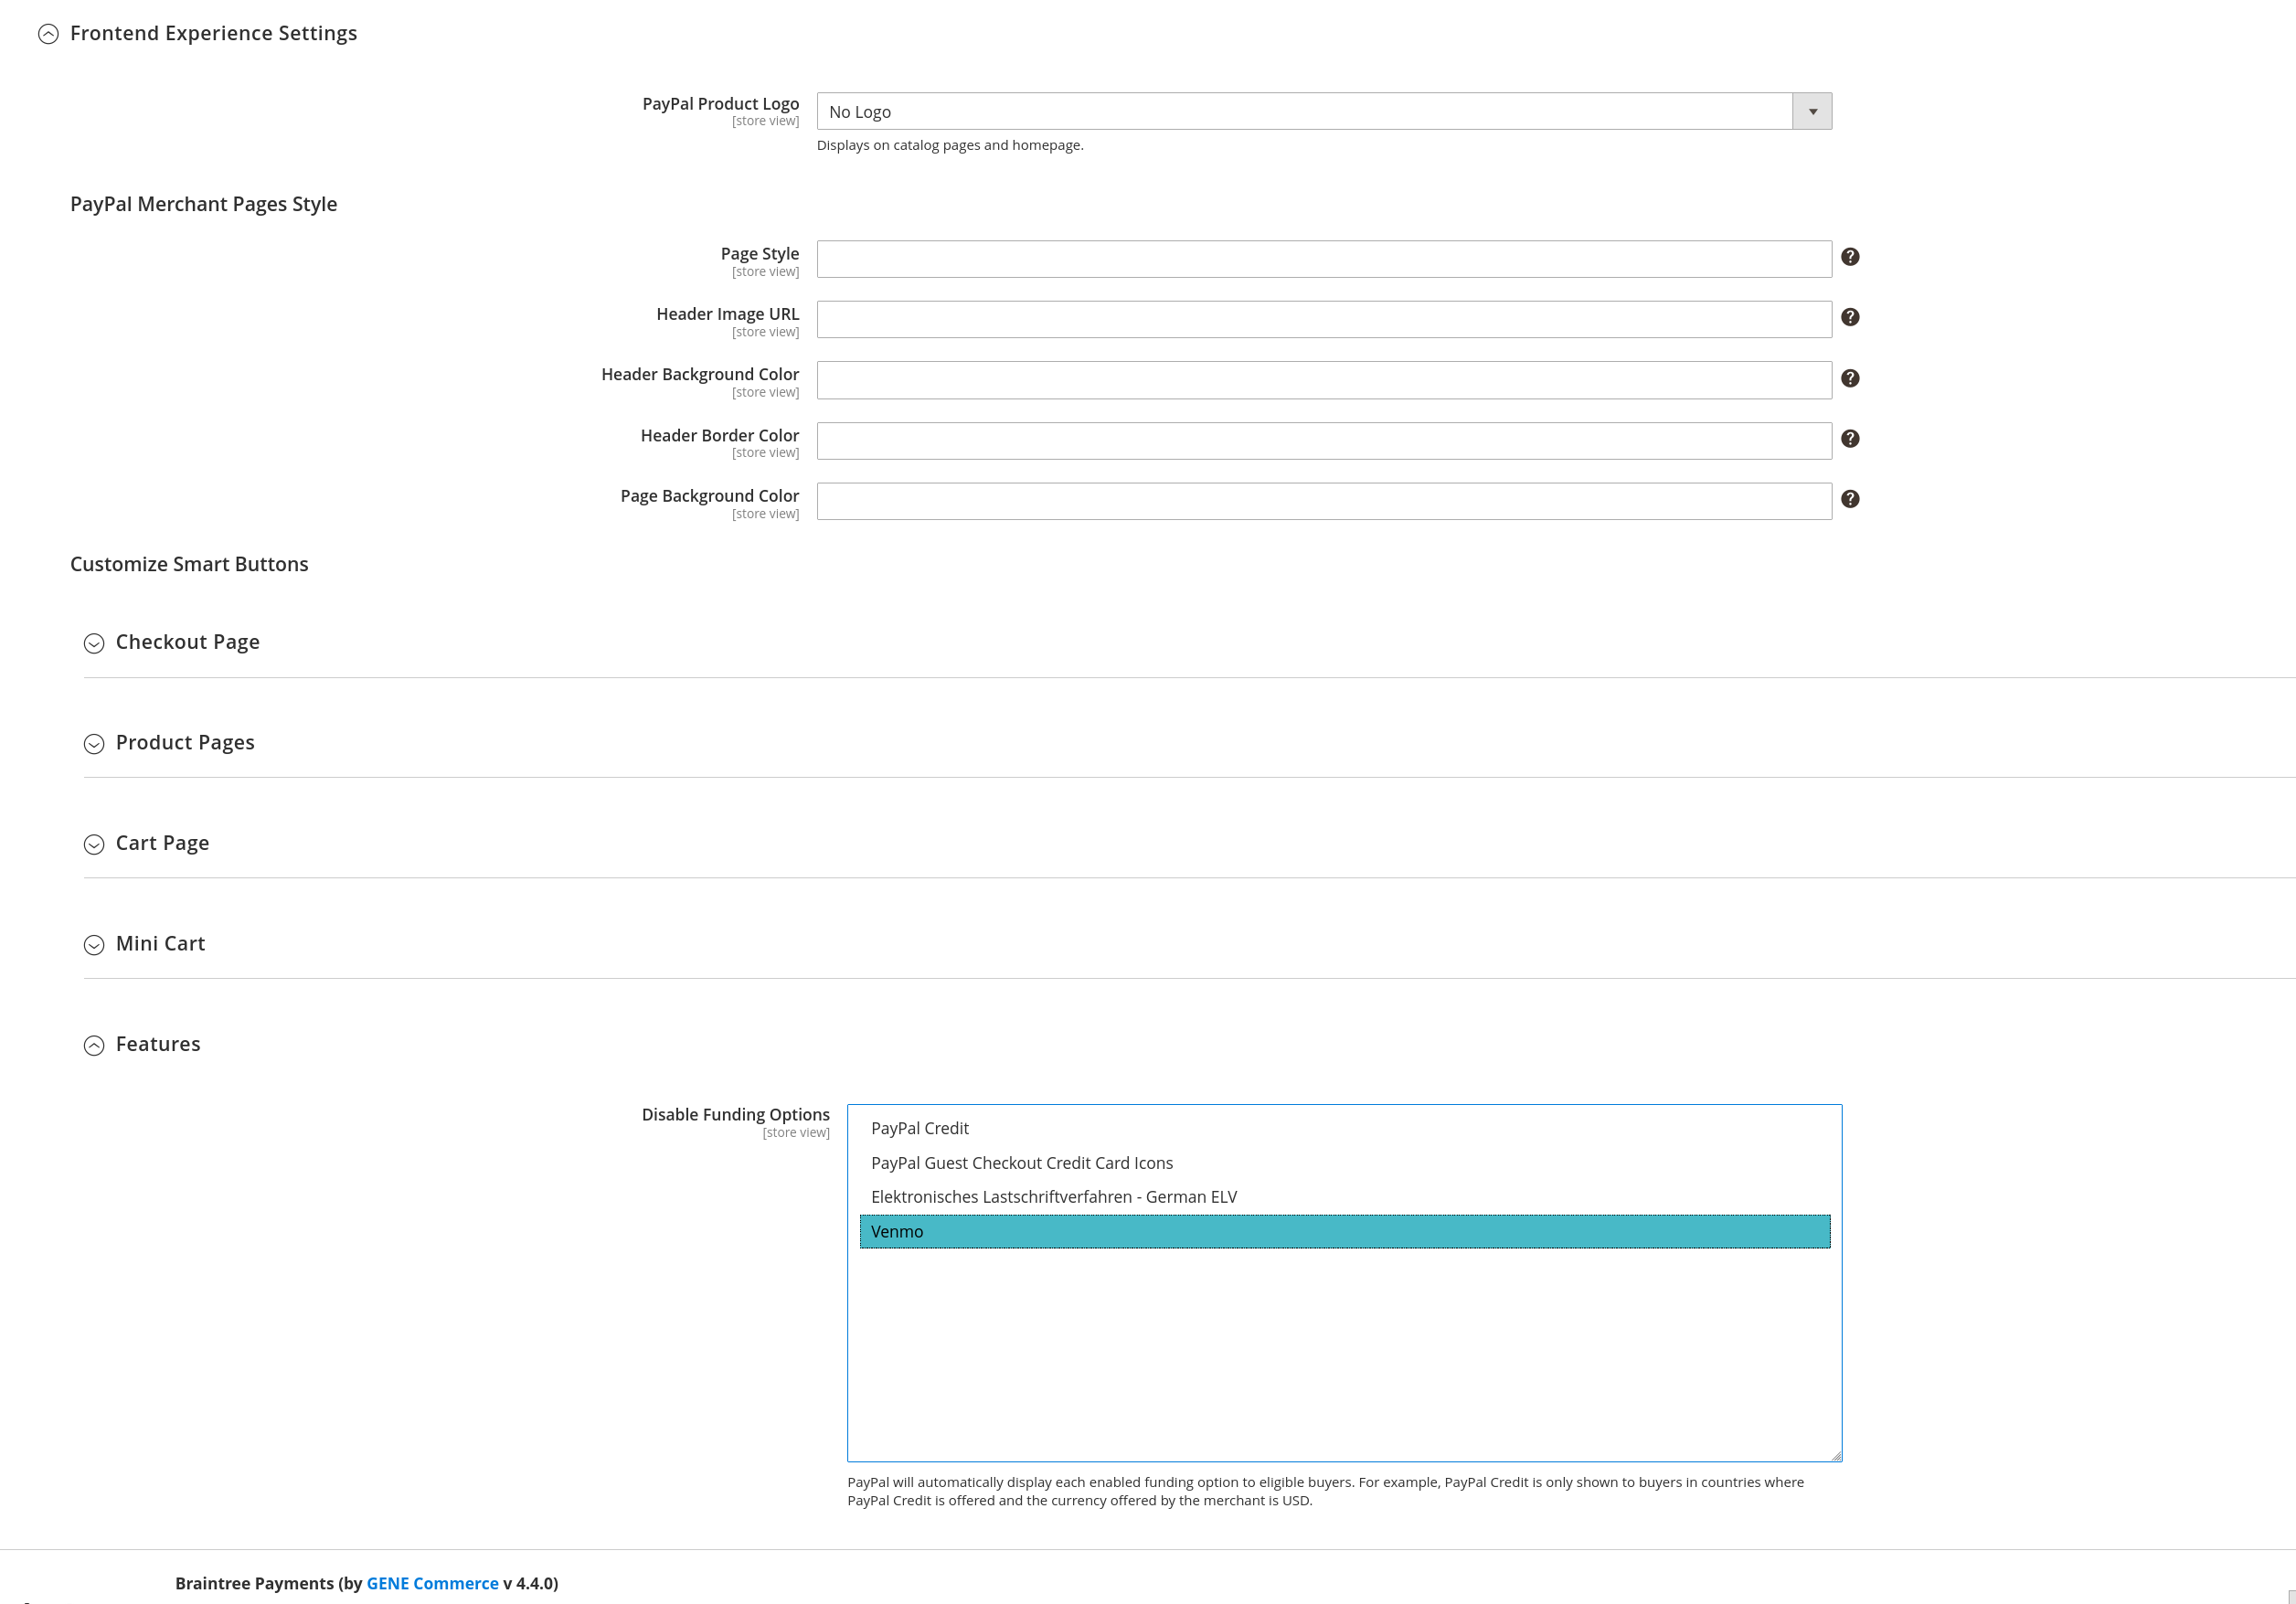 Frontend Experience Settings
PayPal Product Logo
[store view]
No Logo
Displays on catalog pages and homepage.
PayPal Merchant Pages Style
Page Style
[store view]
Header Image URL
[store view]
Header Background Color
[store view]
Header Border Color
[store view]
Page Background Color
[store view]
Customize Smart Buttons
Checkout Page
Product Pages
Cart Page
Mini Cart
Features
Disable Funding Options
[store view]
PayPal Credit
PayPal Guest Checkout Credit Card Icons
Elektronisches Lastschriftverfahren - German ELV
Venmo
PayPal will automatically display each enabled funding option to eligible buyers. For example, PayPal Credit is only shown to buyers in countries where
PayPal Credit is offered and the currency offered by the merchant is USD.
Braintree Payments (by GENE Commerce v 4.4.0)